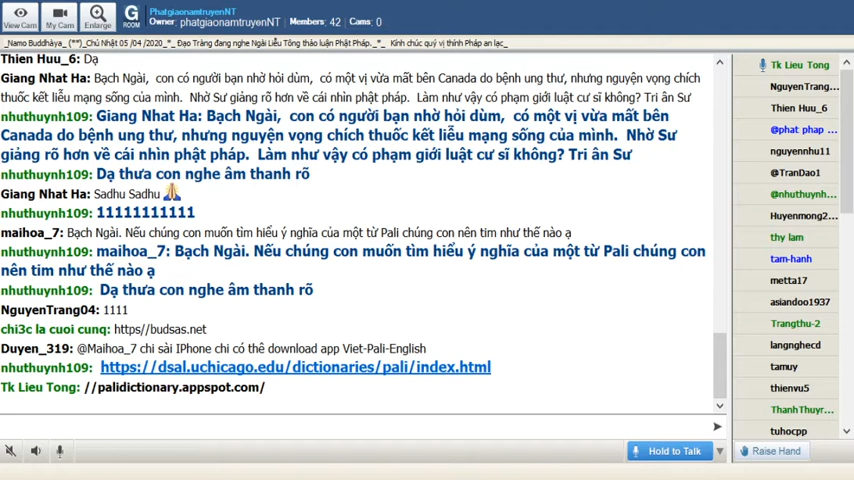 View Cam
My Cam
Enlarge
G
ROOM
PhatgiaonamtruyenNT
Owner: phatgiaonamtruyenNT | Members: 42 | Cams: 0
_Namo Buddhàya_ (**)_Chủ Nhật 05 /04 /2020_*_ Đạo Tràng đang nghe Ngài Liễu Tông thảo luận Phật Pháp._*_ Kính chúc quý vị thính Pháp an lạc_
Thien Huu_6: Dạ
Giang Nhat Ha: Bạch Ngài, con có người bạn nhờ hỏi dùm, có một vị vừa mất bên Canada do bệnh ung thư, nhưng nguyện vọng chích
thuốc kết liễu mạng sống của mình. Nhờ Sư giảng rõ hơn về cái nhìn phật pháp. Làm như vậy có phạm giới luật cư sĩ không? Tri ân Sư
nhuthuynh109: Giang Nhat Ha: Bạch Ngài, con có người bạn nhờ hỏi dùm, có một vị vừa mất bên
Canada do bệnh ung thư, nhưng nguyện vọng chích thuốc kết liễu mạng sống của mình. Nhờ Sư
giảng rõ hơn về cái nhìn phật pháp. Làm như vậy có phạm giới luật cư sĩ không? Tri ân Sư
nhuthuynh109: Dạ thưa con nghe âm thanh rõ
Giang Nhat Ha: Sadhu Sadhu
nhuthuynh109: 11111111111
maihoa_7: Bạch Ngài. Nếu chúng con muốn tìm hiểu ý nghĩa của một từ Pali chúng con nên tim như thế nào ạ
nhuthuynh109: maihoa_7: Bạch Ngài. Nếu chúng con muốn tìm hiểu ý nghĩa của một từ Pali chúng con
nên tim như thế nào ạ
nhuthuynh109: Dạ thưa con nghe âm thanh rõ
NguyenTrang04: 1111
chi3c la cuoi cunq: https//budsas.net
Duyen_319: @Maihoa_7 chi sài IPhone chi có thê download app Viet-Pali-English
nhuthuynh109: https://dsal.uchicago.edu/dictionaries/pali/index.html
Tk Lieu Tong: //palidictionary.appspot.com/
Hold to Talk
Tk Lieu Tong
NguyenTrang...
Thien Huu_6
@phat phap ...
nguyennhu11
@TranDao1
@nhuthuynh...
Huyenmong2...
thy lam
tam-hanh
metta17
asiandoo1937
Trangthu-2
langnghecd
tamuy
thienvu5
ThanhThuyr...
tuhocpp
Raise Hand